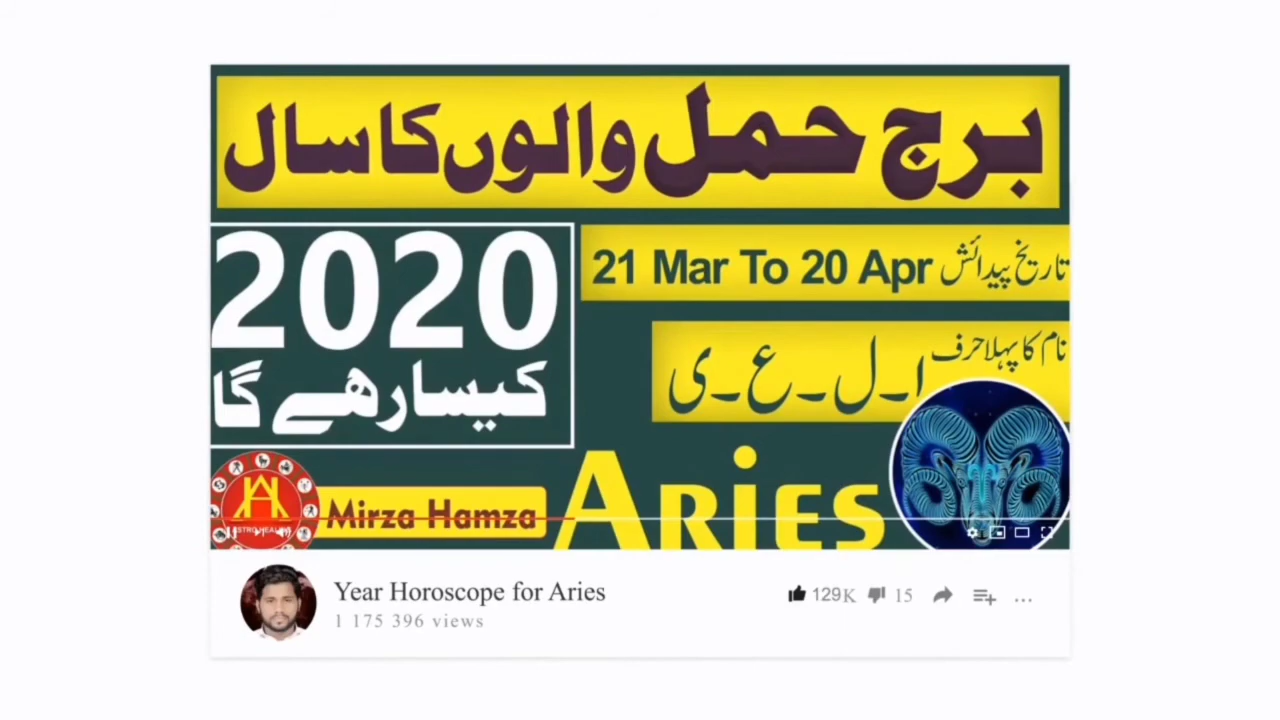 برج حمل والوں کا سال
2020
کیسا رھے گا
تاریخ پیدائش 21 Mar To 20 Apr
نام کا پہلا حرف
ا ۔ ل ۔ ع ۔ ی
ARIES
Mirza Hamza
Year Horoscope for Aries
1 175 396 views
129K 15